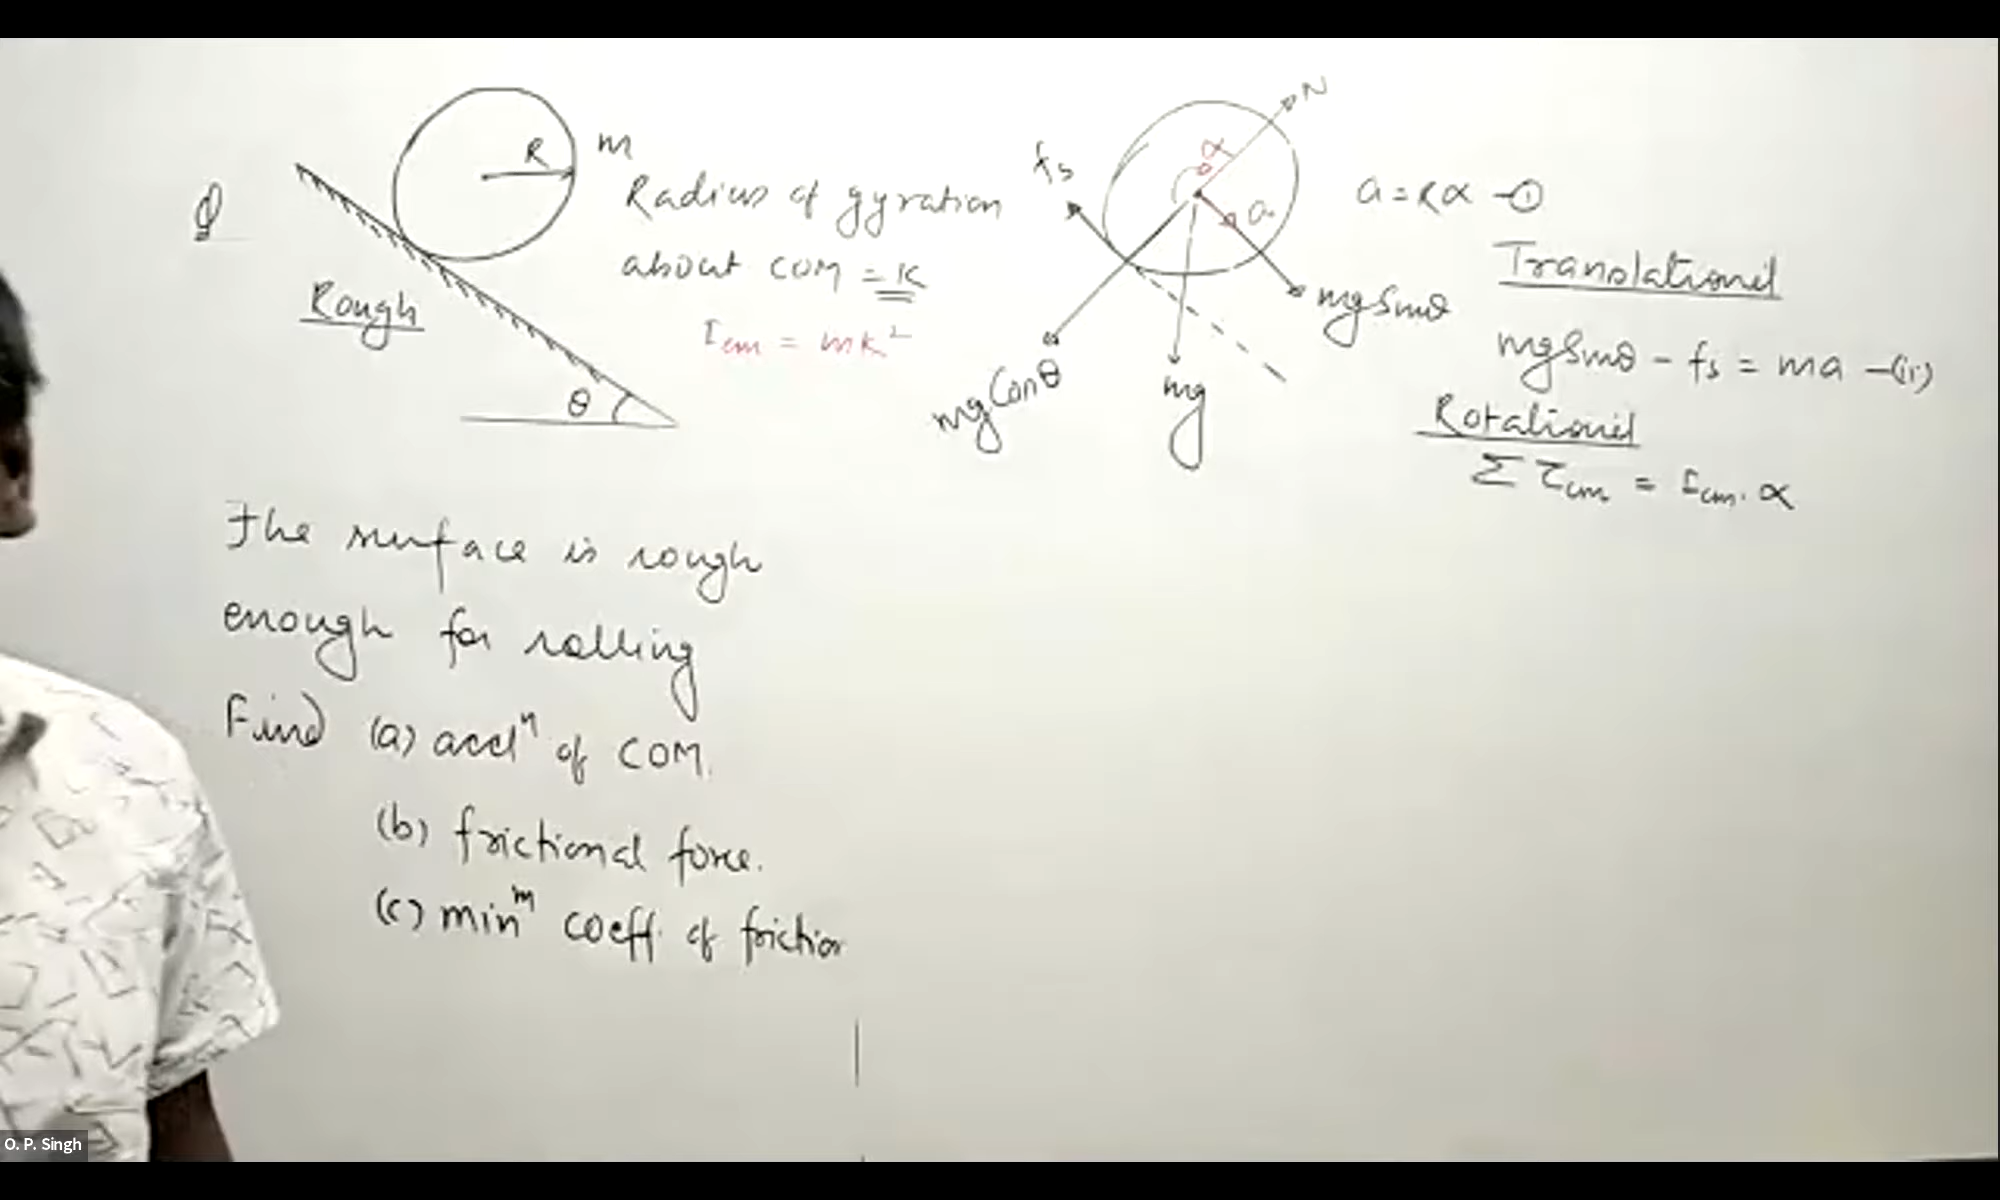 Q
R
m
Radius of gyration
about COM = K
Icm = mk²
Rough
θ
fs
N
α
a
mg Sinθ
mg Cosθ
mg
a = Rα -①
Translational
mg Sinθ - fs = ma -(ii)
Rotational
Σ τcm = Icm. α
The surface is rough
enough for rolling
Find (a) acclⁿ of COM.
(b) frictional force.
(c) minᵐ coeff. of friction
O. P. Singh